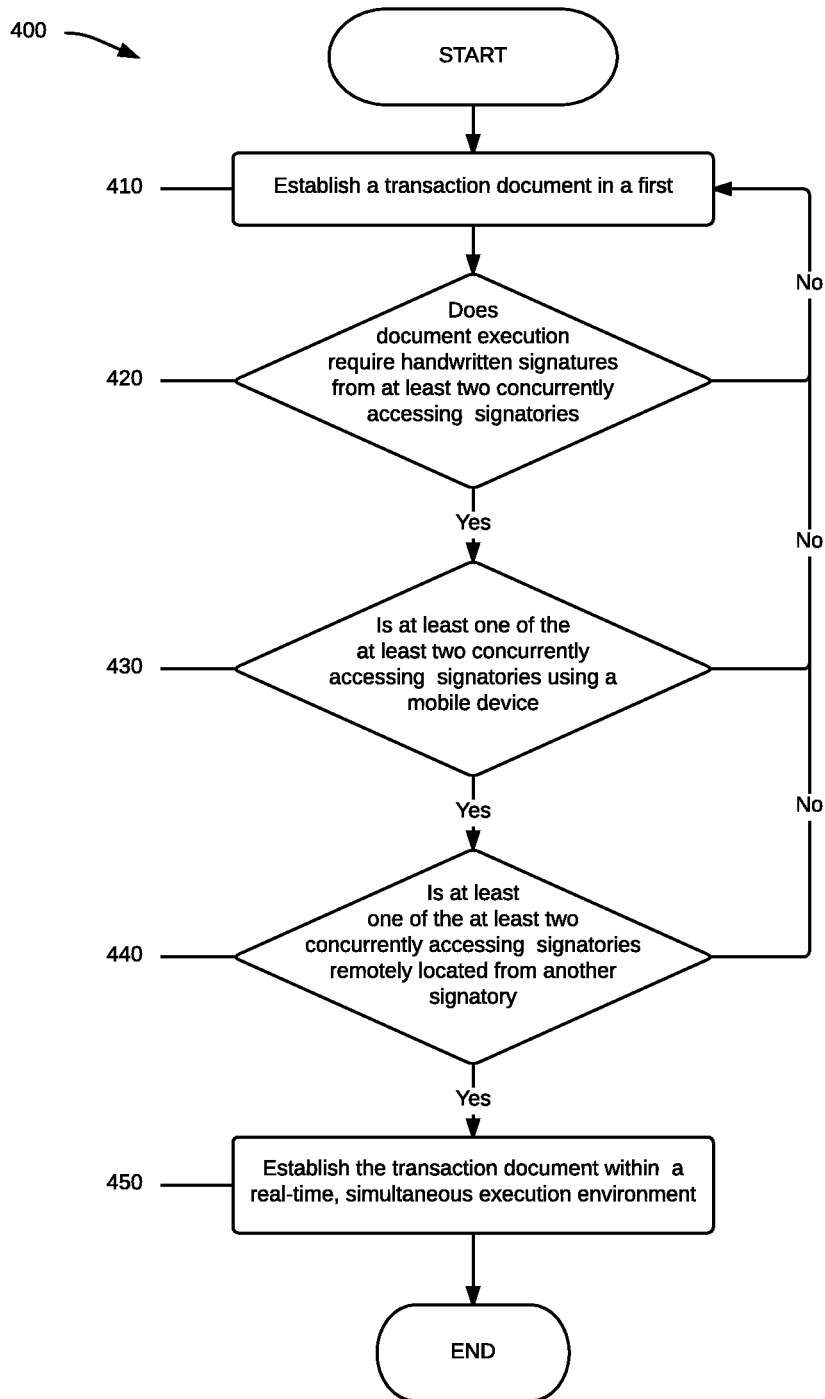 400
START
410
Establish a transaction document in a first
No
Does
document execution
require handwritten signatures
from at least two concurrently
accessing signatories
420
Yes
No
Is at least one of the
at least two concurrently
accessing signatories using a
mobile device
430
Yes
No
Is at least
one of the at least two
concurrently accessing signatories
remotely located from another
signatory
440
Yes
450
Establish the transaction document within a
real-time, simultaneous execution environment
END